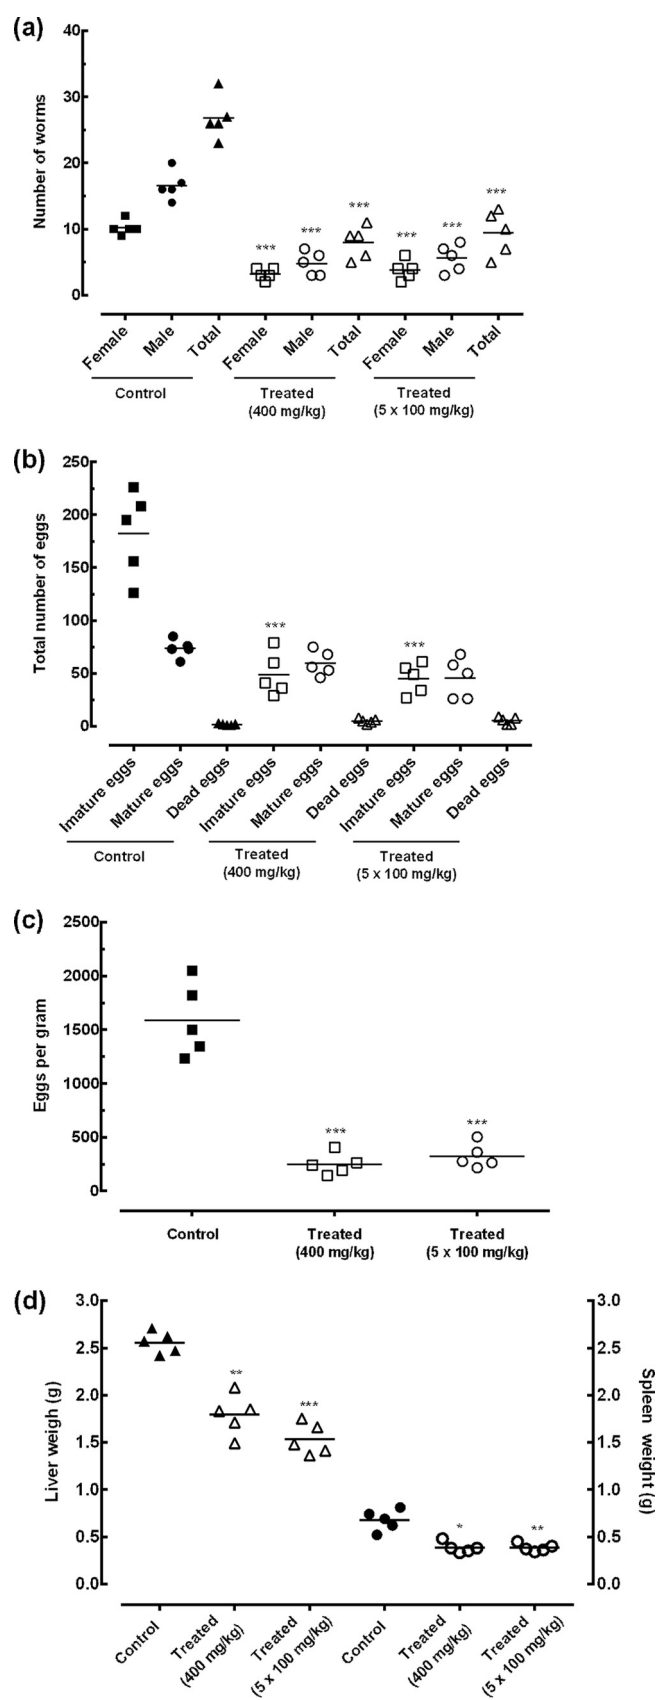 (a)
Number of worms
40
30
20
10
0
***
***
***
***
***
***
Female
Male
Total
Female
Male
Total
Female
Male
Total
Control
Treated
(400 mg/kg)
Treated
(5 x 100 mg/kg)
(b)
Total number of eggs
250
200
150
100
50
0
***
***
Imature eggs
Mature eggs
Dead eggs
Imature eggs
Mature eggs
Dead eggs
Imature eggs
Mature eggs
Dead eggs
Control
Treated
(400 mg/kg)
Treated
(5 x 100 mg/kg)
(c)
Eggs per gram
2500
2000
1500
1000
500
0
***
***
Control
Treated
(400 mg/kg)
Treated
(5 x 100 mg/kg)
(d)
Liver weigh (g)
3.0
2.5
2.0
1.5
1.0
0.5
0.0
**
***
*
**
3.0
2.5
2.0
1.5
1.0
0.5
0.0
Spleen weight (g)
Control
Treated
(400 mg/kg)
Treated
(5 x 100 mg/kg)
Control
Treated
(400 mg/kg)
Treated
(5 x 100 mg/kg)